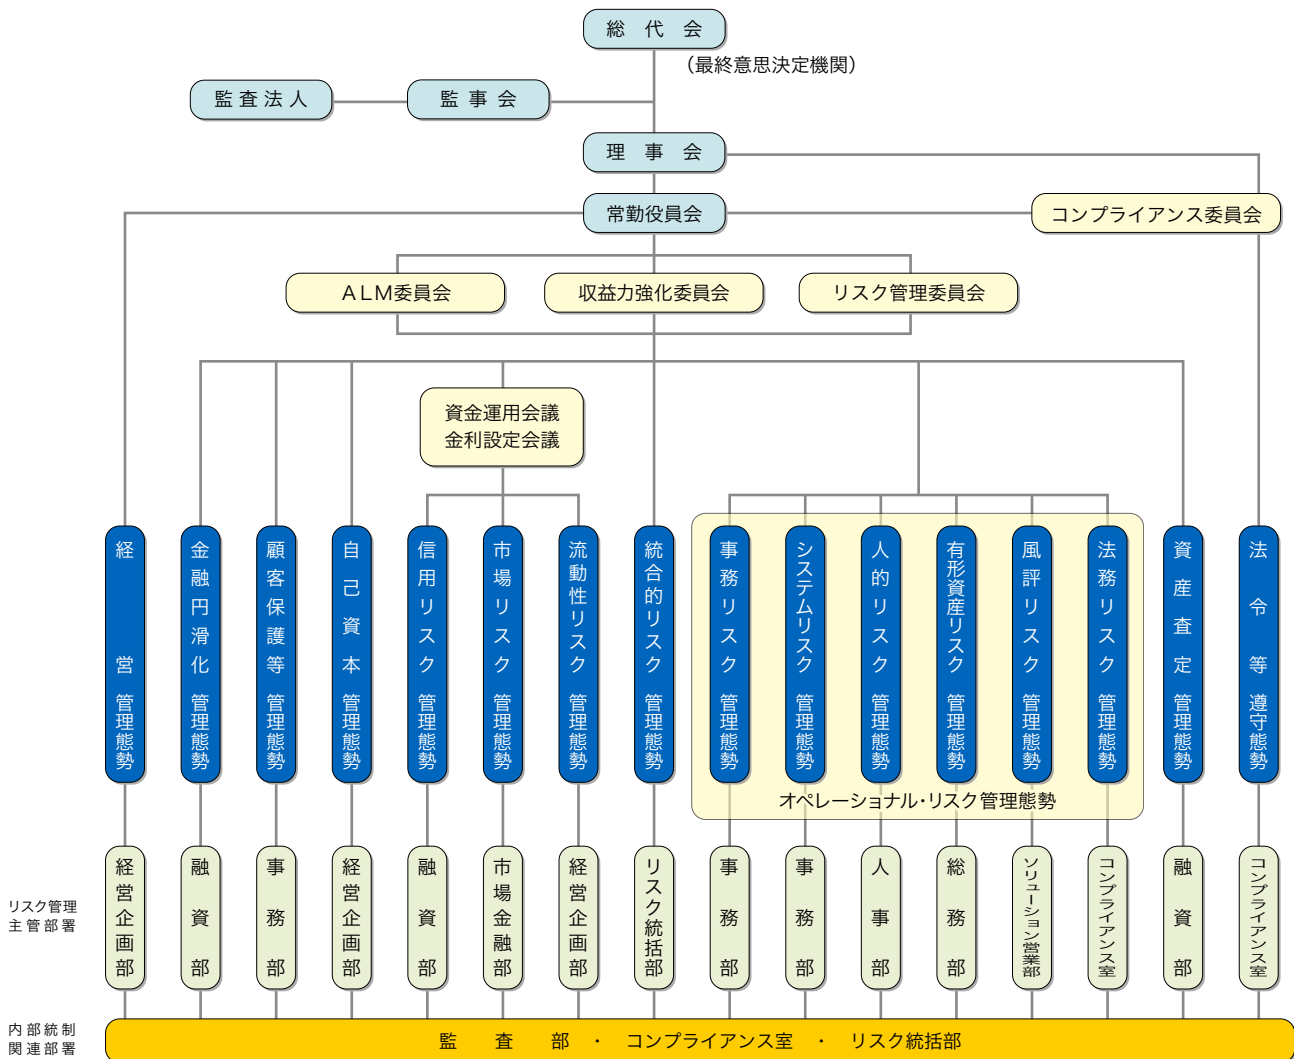 総代会
（最終意思決定機関）
監査法人
監事会
理事会
常勤役員会
コンプライアンス委員会
ＡＬＭ委員会
収益力強化委員会
リスク管理委員会
資金運用会議
金利設定会議
経営管理態勢
金融円滑化管理態勢
顧客保護等管理態勢
自己資本管理態勢
信用リスク管理態勢
市場リスク管理態勢
流動性リスク管理態勢
統合的リスク管理態勢
事務リスク管理態勢
システムリスク管理態勢
人的リスク管理態勢
有形資産リスク管理態勢
風評リスク管理態勢
法務リスク管理態勢
資産査定管理態勢
法令等遵守態勢
オペレーショナル・リスク管理態勢
リスク管理
主管部署
経営企画部
融資部
事務部
経営企画部
融資部
市場金融部
経営企画部
リスク統括部
事務部
事務部
人事部
総務部
ソリューション営業部
コンプライアンス室
融資部
コンプライアンス室
内部統制
関連部署
監査部・コンプライアンス室・リスク統括部